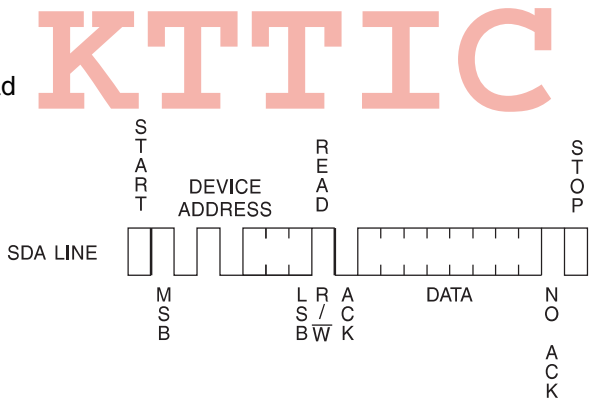 KTTIC
START
READ
STOP
DEVICE
ADDRESS
SDA LINE
MSB
LSB
R/W
ACK
DATA
NO ACK